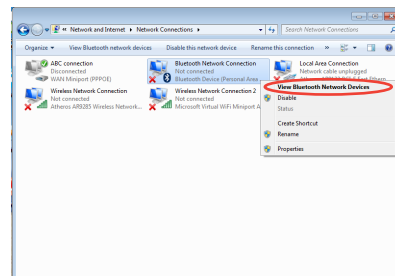 « Network and Internet ▸ Network Connections ▸
Search Network Connections
Organize ▾ View Bluetooth network devices Disable this network device Rename this connection »
ABC connection
Disconnected
WAN Miniport (PPPOE)
Bluetooth Network Connection
Not connected
Bluetooth Device (Personal Area ...
Local Area Connection
Network cable unplugged
Wireless Network Connection
Not connected
Atheros AR9285 Wireless Network...
Wireless Network Connection 2
Not connected
Microsoft Virtual WiFi Miniport A
View Bluetooth Network Devices
Disable
Status
Create Shortcut
Rename
Properties